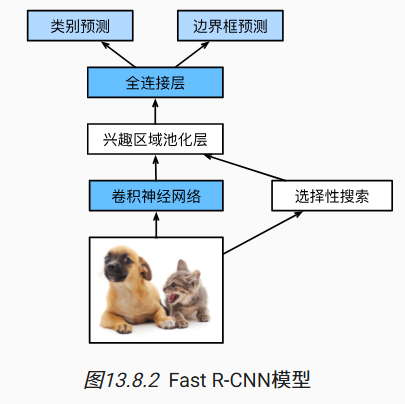 类别预测
边界框预测
全连接层
兴趣区域池化层
卷积神经网络
选择性搜索
图13.8.2 Fast R-CNN模型